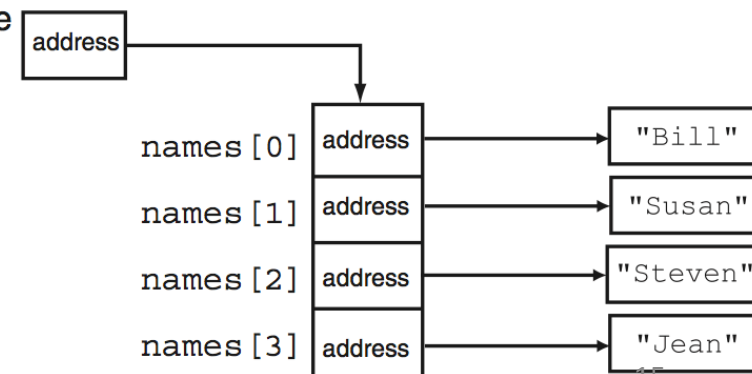 e
address
names[0] address "Bill"
names[1] address "Susan"
names[2] address "Steven"
names[3] address "Jean"